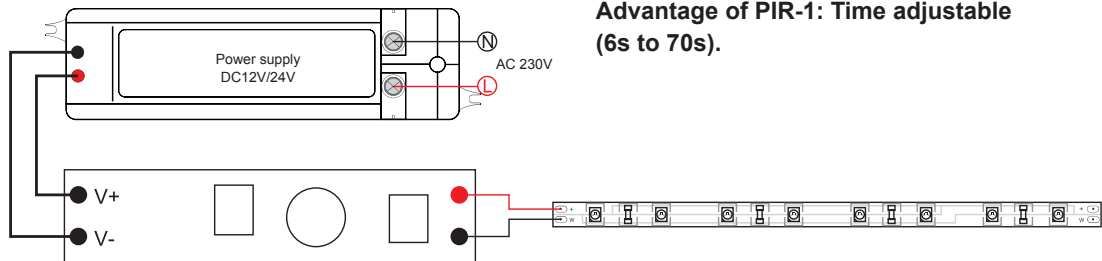 Advantage of PIR-1: Time adjustable
(6s to 70s).
Power supply
DC12V/24V
N
AC 230V
L
V+
V-
+
W
+
W